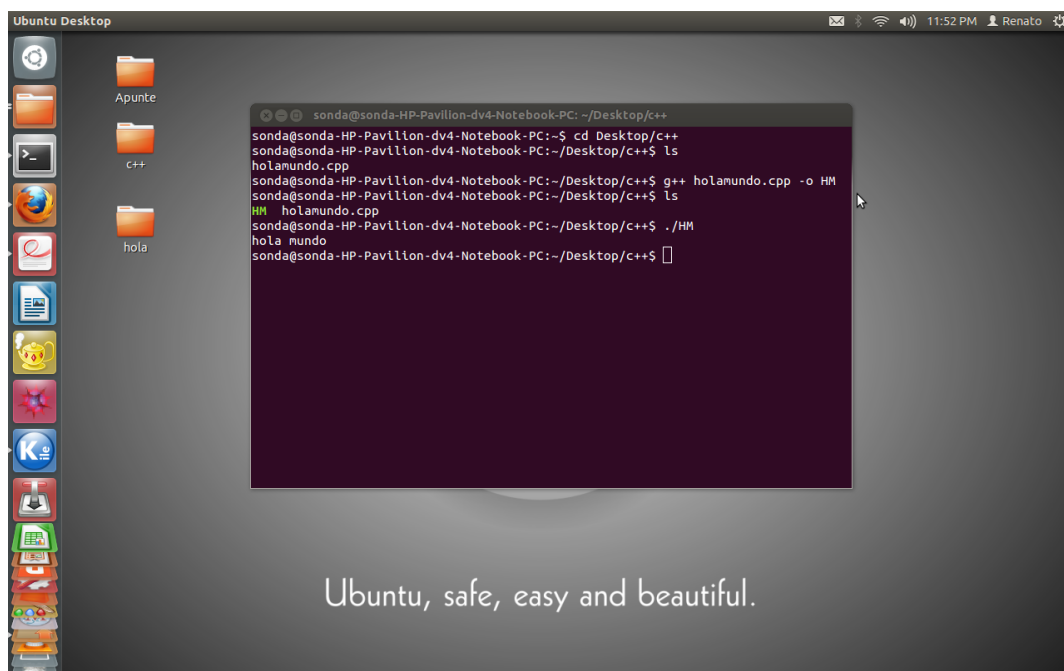 Ubuntu Desktop
11:52 PM Renato
Apunte
c++
hola
sonda@sonda-HP-Pavilion-dv4-Notebook-PC: ~/Desktop/c++
sonda@sonda-HP-Pavilion-dv4-Notebook-PC:~$ cd Desktop/c++
sonda@sonda-HP-Pavilion-dv4-Notebook-PC:~/Desktop/c++$ ls
holamundo.cpp
sonda@sonda-HP-Pavilion-dv4-Notebook-PC:~/Desktop/c++$ g++ holamundo.cpp -o HM
sonda@sonda-HP-Pavilion-dv4-Notebook-PC:~/Desktop/c++$ ls
HM  holamundo.cpp
sonda@sonda-HP-Pavilion-dv4-Notebook-PC:~/Desktop/c++$ ./HM
hola mundo
sonda@sonda-HP-Pavilion-dv4-Notebook-PC:~/Desktop/c++$
Ubuntu, safe, easy and beautiful.